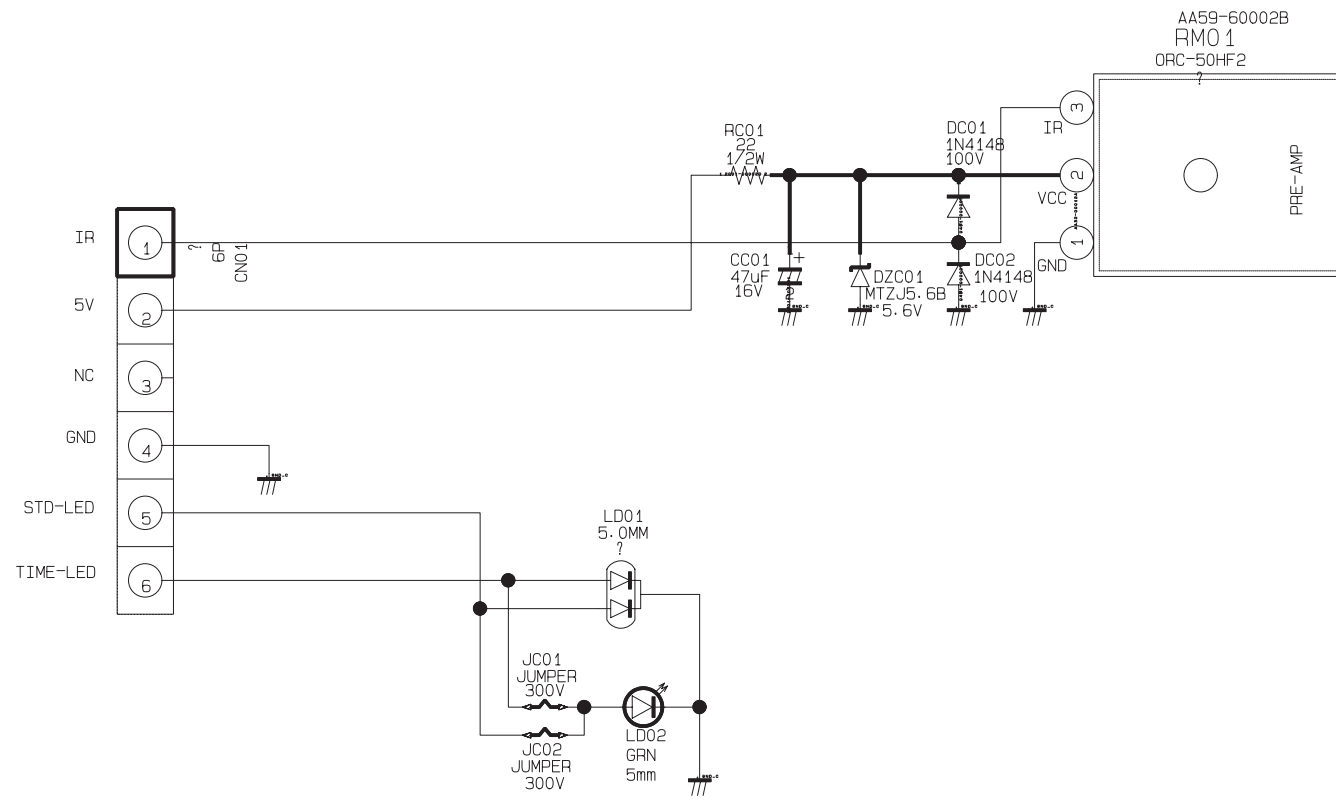 AA59-60002B
RM01
ORC-50HF2
?
3
IR
2
VCC
1
GND
PRE-AMP
RC01
22
1/2W
DC01
1N4148
100V
CC01
47uF
16V
+
DZC01
MTZJ5.6B
5.6V
DC02
1N4148
100V
IR
1
?
6P
CN01
5V
2
NC
3
GND
4
STD-LED
5
TIME-LED
6
LD01
5.0MM
?
JC01
JUMPER
300V
JC02
JUMPER
300V
LD02
GRN
5mm